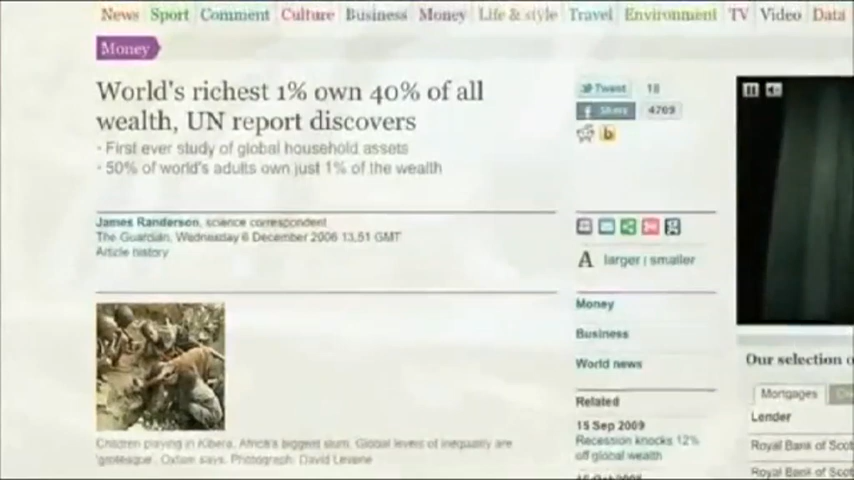 News Sport Comment Culture Business Money Life & style Travel Environment TV Video Data
Money
World's richest 1% own 40% of all
wealth, UN report discovers
· First ever study of global household assets
· 50% of world's adults own just 1% of the wealth
James Randerson, science correspondent
The Guardian, Wednesday 6 December 2006 13.51 GMT
Article history
Children playing in Kibera, Africa's biggest slum. Global levels of inequality are
'grotesque', Oxfam says. Photograph: David Levene
Tweet 18
Share 4769
b
A larger | smaller
Money
Business
World news
Related
15 Sep 2009
Recession knocks 12%
off global wealth
Our selection o
Mortgages
Lender
Royal Bank of Scot
Royal Bank of Scot